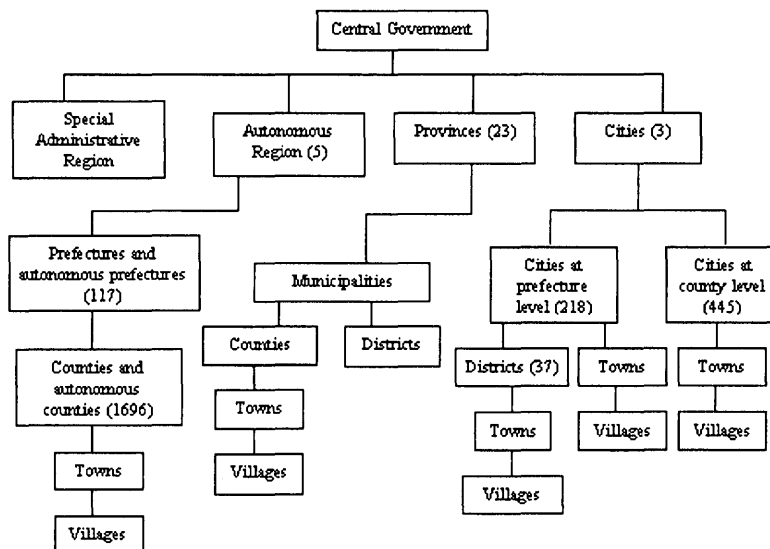 Central Government
Special
Administrative
Region
Autonomous
Region (5)
Provinces (23)
Cities (3)
Prefectures and
autonomous prefectures
(117)
Municipalities
Cities at
prefecture
level (218)
Cities at
county level
(445)
Counties
Districts
Counties and
autonomous
counties (1696)
Districts (37)
Towns
Towns
Towns
Towns
Villages
Villages
Towns
Villages
Villages
Villages